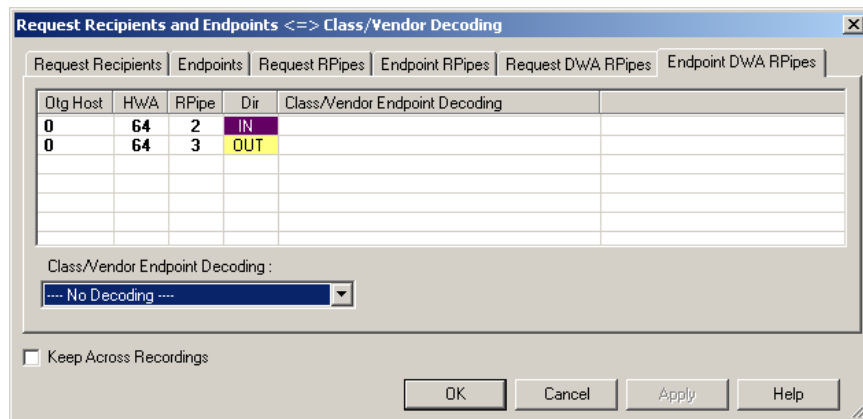 Request Recipients and Endpoints <=> Class/Vendor Decoding
Request Recipients Endpoints Request RPipes Endpoint RPipes Request DWA RPipes Endpoint DWA RPipes
Otg Host HWA RPipe Dir Class/Vendor Endpoint Decoding
0 64 2 IN
0 64 3 OUT
Class/Vendor Endpoint Decoding :
---- No Decoding ----
Keep Across Recordings
OK Cancel Apply Help